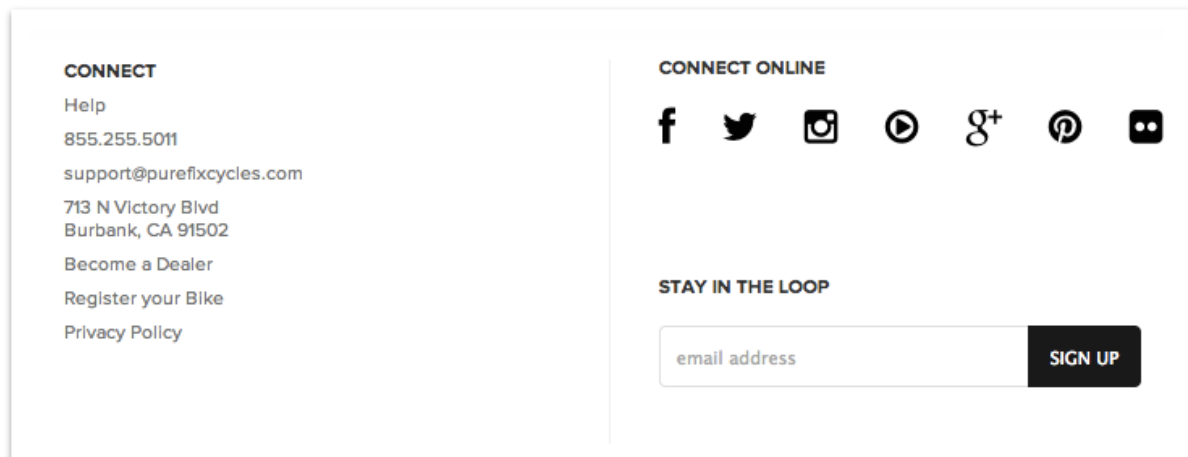 CONNECT
Help
855.255.5011
support@purefixcycles.com
713 N Victory Blvd
Burbank, CA 91502
Become a Dealer
Register your Bike
Privacy Policy
CONNECT ONLINE
f
g+
STAY IN THE LOOP
email address
SIGN UP